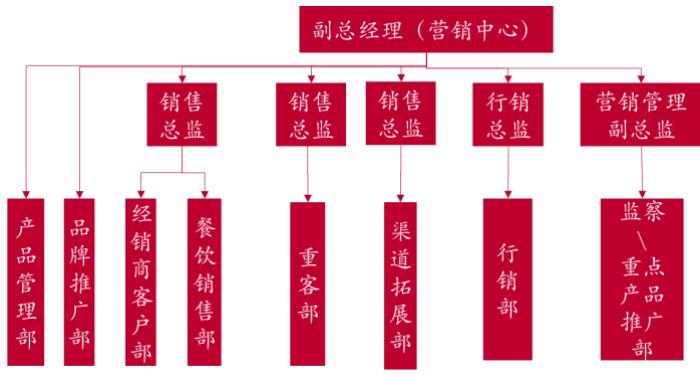 副总经理（营销中心）
销售
总监
销售
总监
销售
总监
行销
总监
营销管理
副总监
产品管理部
品牌推广部
经销商客户部
餐饮销售部
重客部
渠道拓展部
行销部
监察
\
重点
产品
推广
部